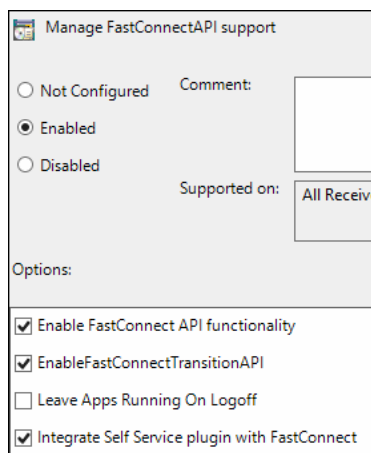 Manage FastConnectAPI support
Not Configured
Comment:
Enabled
Disabled
Supported on:
All Receiv
Options:
Enable FastConnect API functionality
EnableFastConnectTransitionAPI
Leave Apps Running On Logoff
Integrate Self Service plugin with FastConnect